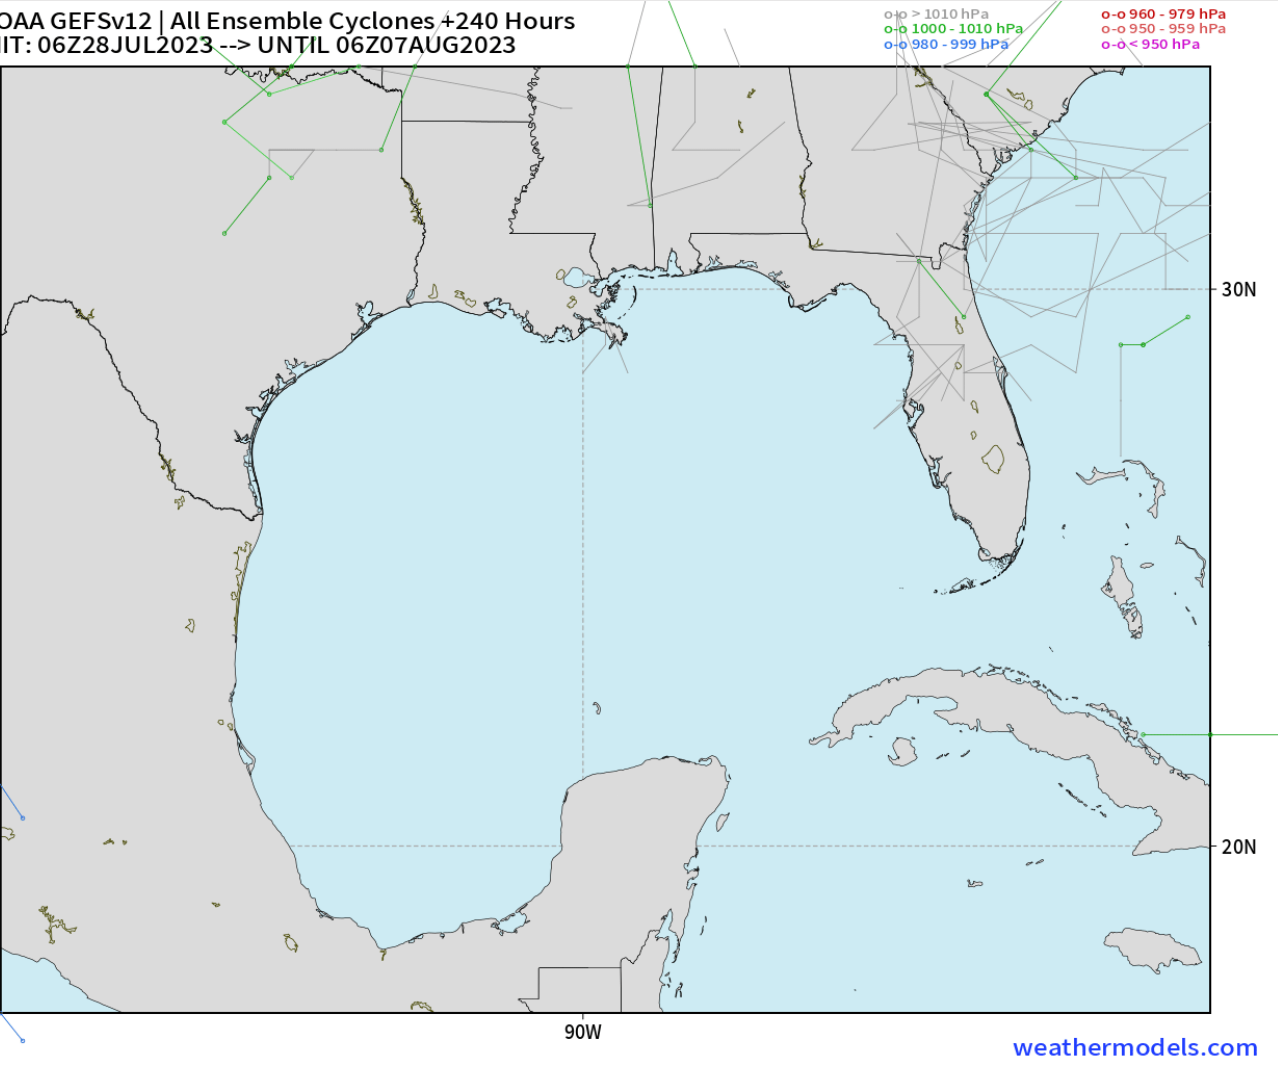 OAA GEFSv12 | All Ensemble Cyclones +240 Hours
IIT: 06Z28JUL2023 --> UNTIL 06Z07AUG2023
o-o > 1010 hPa
o-o 1000 - 1010 hPa
o-o 980 - 999 hPa
o-o 960 - 979 hPa
o-o 950 - 959 hPa
o-o < 950 hPa
30N
20N
90W
weathermodels.com